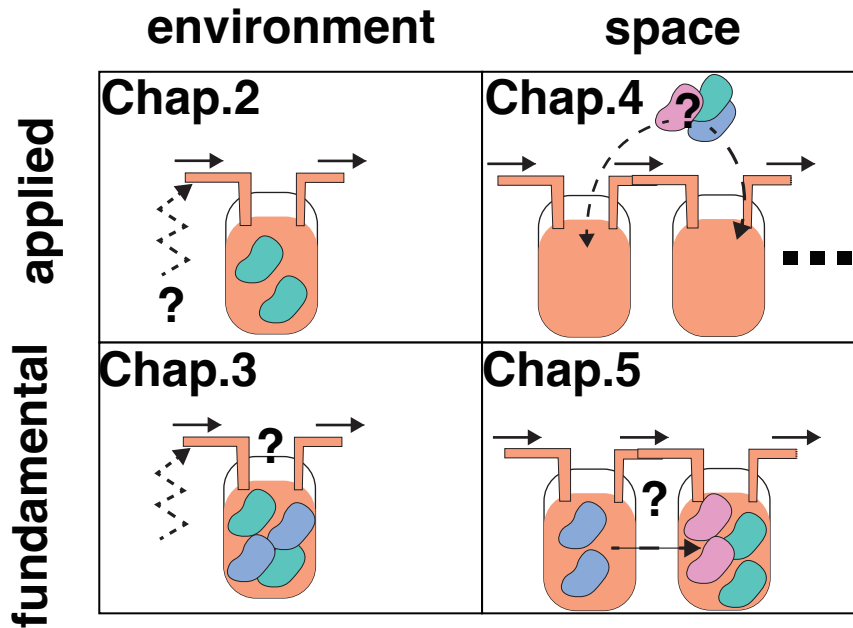 environment space
applied
Chap.2
?
Chap.4
?
fundamental
Chap.3
?
Chap.5
?